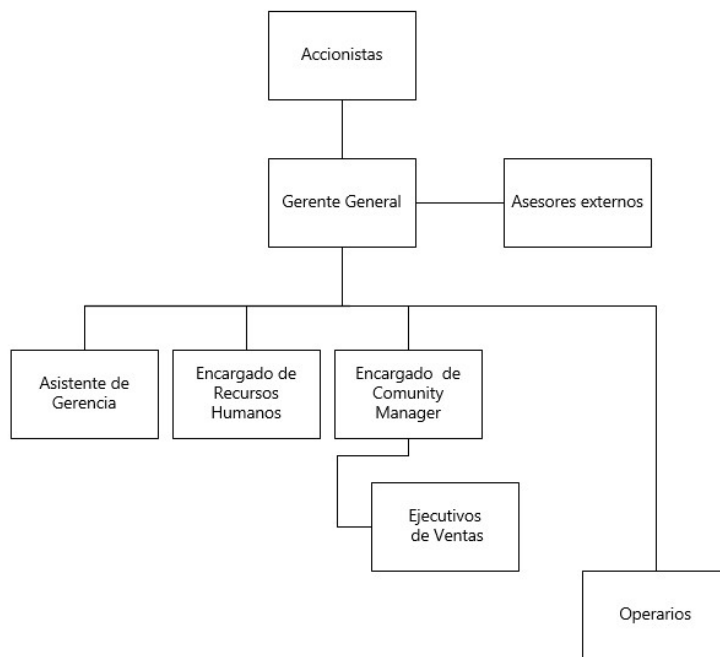 Accionistas
Gerente General
Asesores externos
Asistente de
Gerencia
Encargado de
Recursos
Humanos
Encargado de
Comunity
Manager
Ejecutivos
de Ventas
Operarios